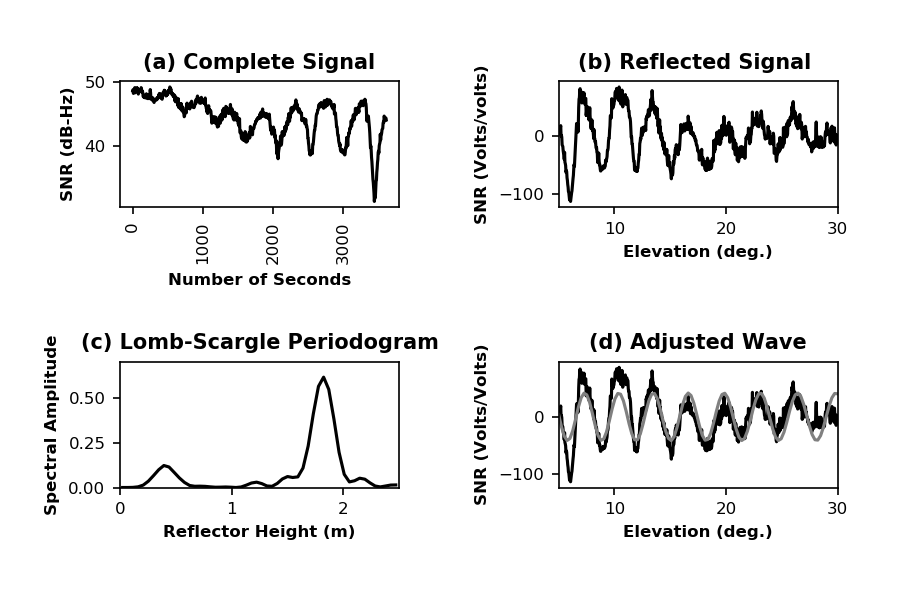 (a) Complete Signal
SNR (dB-Hz)
50
40
0
1000
2000
3000
Number of Seconds
(b) Reflected Signal
SNR (Volts/volts)
0
−100
10
20
30
Elevation (deg.)
(c) Lomb-Scargle Periodogram
Spectral Amplitude
0.50
0.25
0.00
0
1
2
Reflector Height (m)
(d) Adjusted Wave
SNR (Volts/Volts)
0
−100
10
20
30
Elevation (deg.)